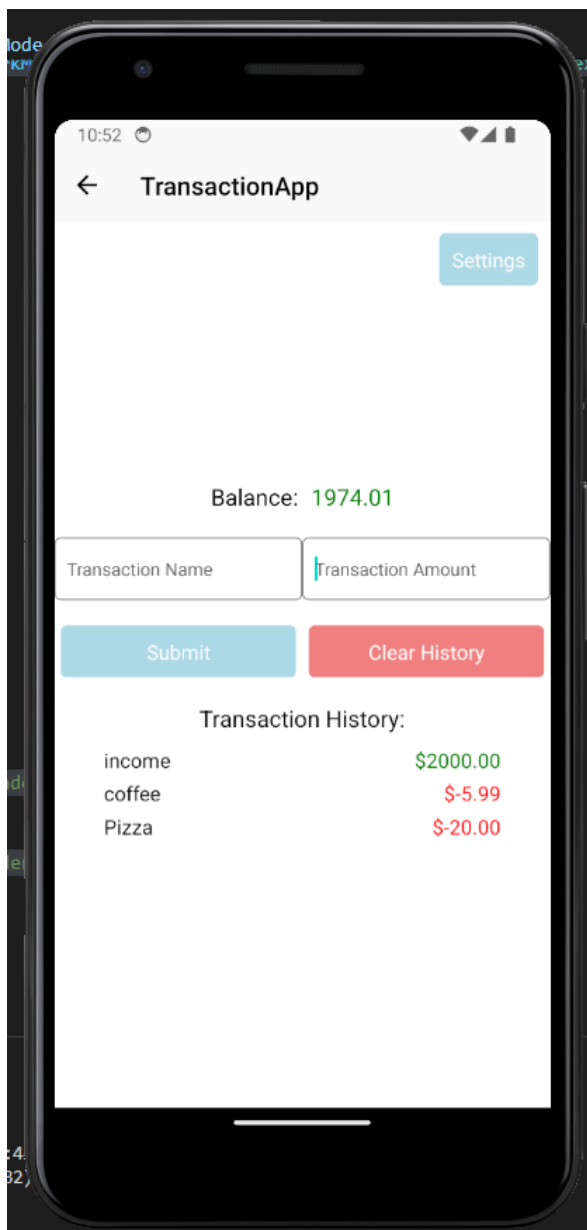 10:52
TransactionApp
Settings
Balance: 1974.01
Transaction Name Transaction Amount
Submit Clear History
Transaction History:
income $2000.00
coffee $-5.99
Pizza $-20.00